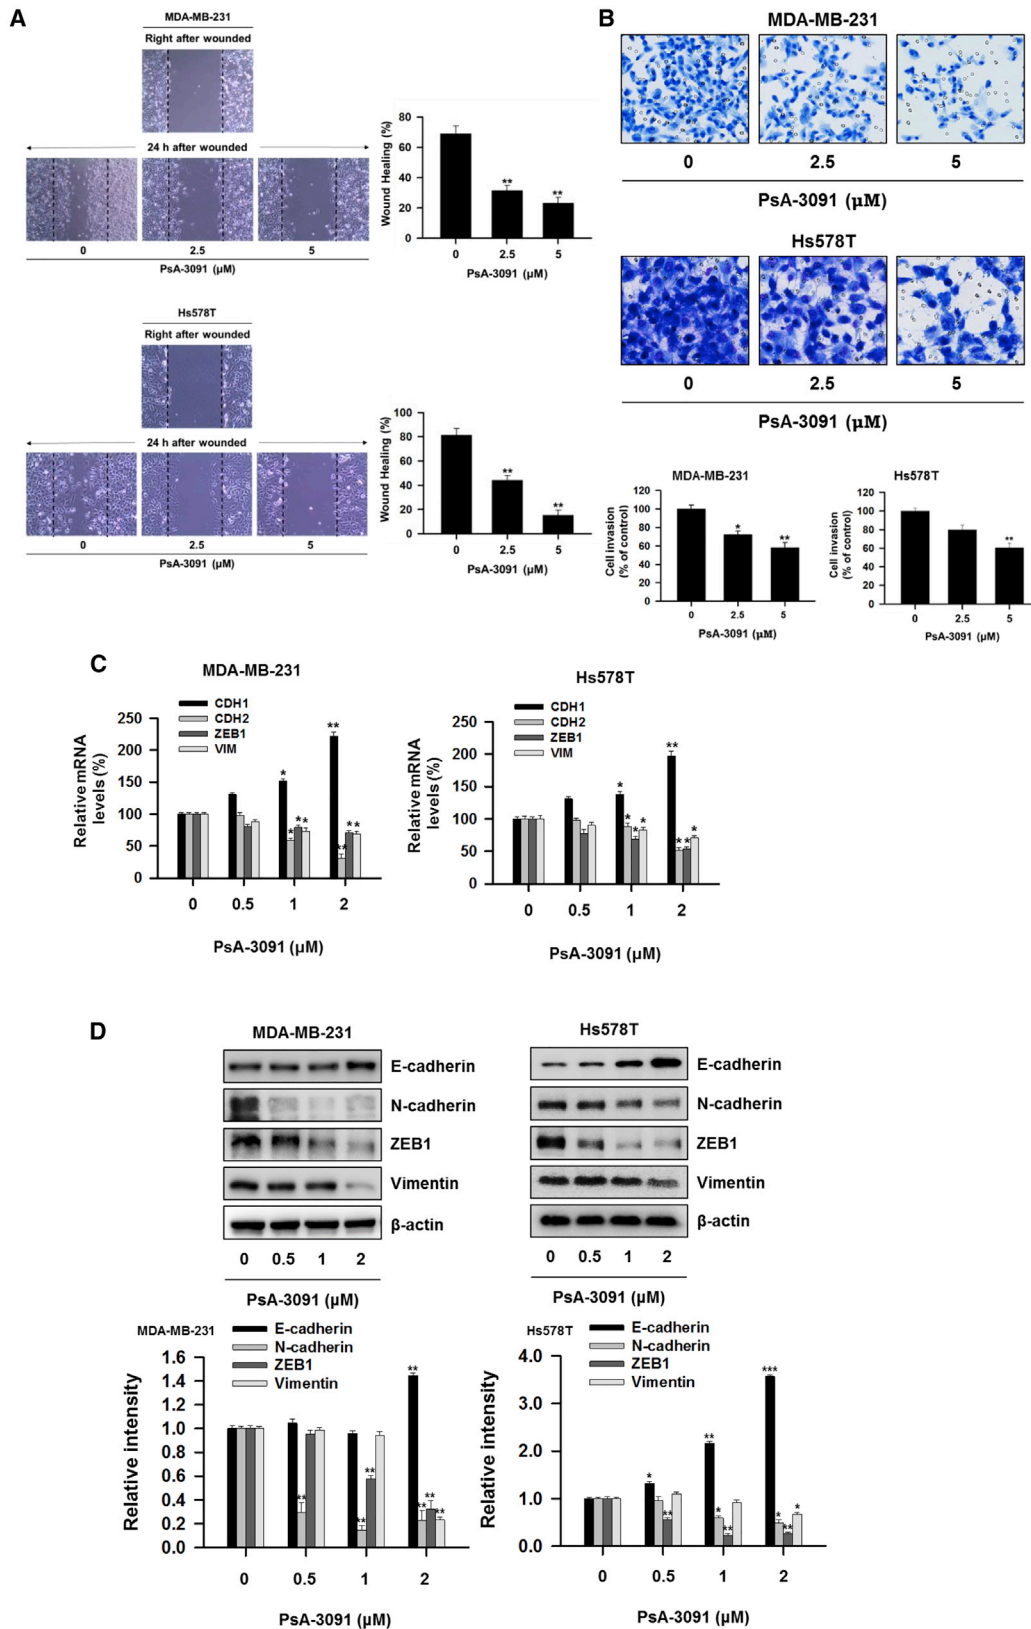 A
MDA-MB-231
Right after wounded
24 h after wounded
0 2.5 5
PsA-3091 (µM)
Wound Healing (%)
80
60
40
20
0
**
**
0 2.5 5
PsA-3091 (µM)
Hs578T
Right after wounded
24 h after wounded
0 2.5 5
PsA-3091 (µM)
Wound Healing (%)
100
80
60
40
20
0
**
**
0 2.5 5
PsA-3091 (µM)
B
MDA-MB-231
0 2.5 5
PsA-3091 (µM)
Hs578T
0 2.5 5
PsA-3091 (µM)
MDA-MB-231
Cell invasion
(% of control)
120
100
80
60
40
20
0
*
**
0 2.5 5
PsA-3091 (µM)
Hs578T
Cell invasion
(% of control)
120
100
80
60
40
20
0
**
0 2.5 5
PsA-3091 (µM)
C
MDA-MB-231
CDH1
CDH2
ZEB1
VIM
Relative mRNA
levels (%)
250
200
150
100
50
0
*
*
* *
**
**
* *
0 0.5 1 2
PsA-3091 (µM)
Hs578T
CDH1
CDH2
ZEB1
VIM
Relative mRNA
levels (%)
250
200
150
100
50
0
*
*
*
*
**
* *
*
0 0.5 1 2
PsA-3091 (µM)
D
MDA-MB-231
E-cadherin
N-cadherin
ZEB1
Vimentin
β-actin
0 0.5 1 2
PsA-3091 (µM)
Hs578T
E-cadherin
N-cadherin
ZEB1
Vimentin
β-actin
0 0.5 1 2
PsA-3091 (µM)
MDA-MB-231
E-cadherin
N-cadherin
ZEB1
Vimentin
Relative intensity
1.6
1.4
1.2
1.0
0.8
0.6
0.4
0.2
0.0
**
**
**
**
**
**
**
0 0.5 1 2
PsA-3091 (µM)
Hs578T
E-cadherin
N-cadherin
ZEB1
Vimentin
Relative intensity
4.0
3.0
2.0
1.0
0.0
*
**
**
*
**
***
*
**
*
0 0.5 1 2
PsA-3091 (µM)